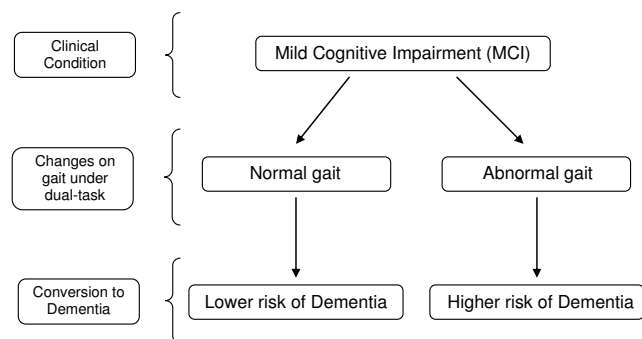 Clinical
Condition
Mild Cognitive Impairment (MCI)
Changes on
gait under
dual-task
Normal gait
Abnormal gait
Conversion to
Dementia
Lower risk of Dementia
Higher risk of Dementia